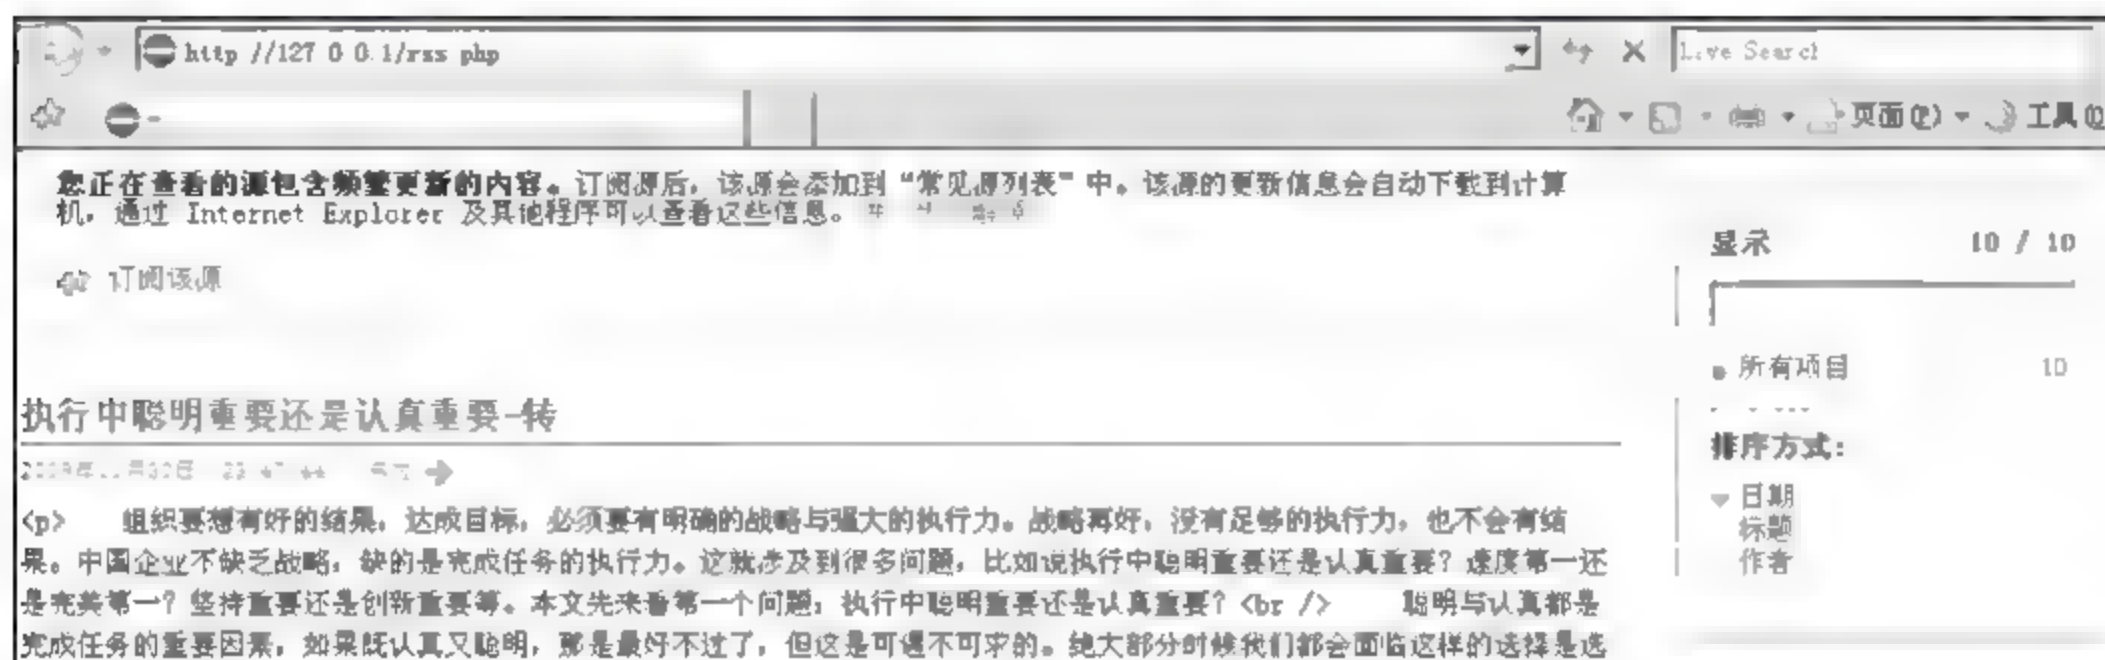 http //127 0 0.1/rss php
Live Search
页面(P) 工具(O
您正在查看的源包含频繁更新的内容。订阅源后，该源会添加到“常见源列表”中。该源的更新信息会自动下载到计算
机，通过 Internet Explorer 及其他程序可以查看这些信息。
显示 10 / 10
订阅该源
所有项目 10
执行中聪明重要还是认真重要-转
排序方式:
日期
标题
作者
<p> 组织要想有好的结果，达成目标，必须要有明确的战略与强大的执行力。战略再好，没有足够的执行力，也不会有结
果。中国企业不缺乏战略，缺的是完成任务的执行力。这就涉及到很多问题，比如说执行中聪明重要还是认真重要？速度第一还
是完美第一？坚持重要还是创新重要等。本文先来看第一个问题，执行中聪明重要还是认真重要？<br /> 聪明与认真都是
完成任务的重要因素，如果既认真又聪明，那是最好不过了，但这是可遇不可求的。绝大部分时候我们都会面临这样的选择是选